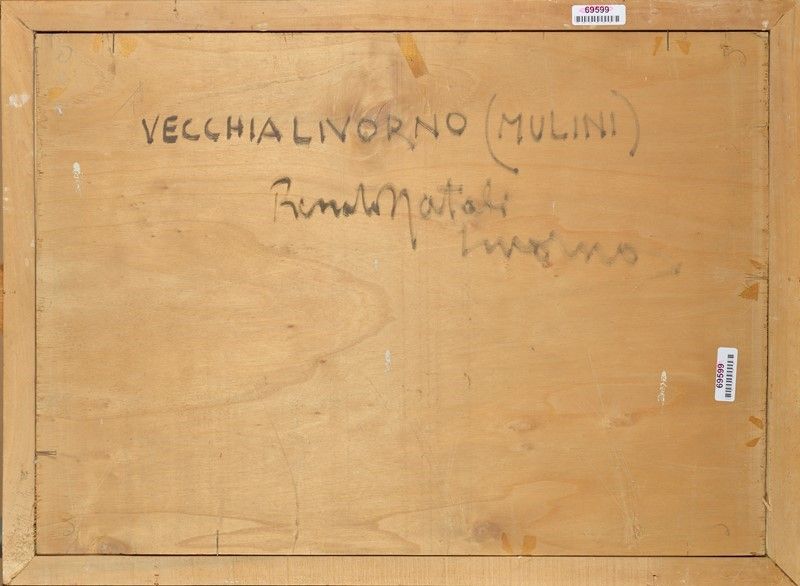 69599
VECCHIA LIVORNO (MULINI)
Renato Natali
Livorno
69599